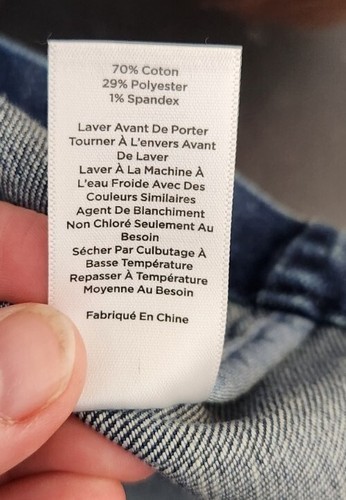 70% Coton
29% Polyester
1% Spandex
Laver Avant De Porter
Tourner À L'envers Avant
De Laver
Laver À La Machine À
L'eau Froide Avec Des
Couleurs Similaires
Agent De Blanchiment
Non Chloré Seulement Au
Besoin
Sécher Par Culbutage À
Basse Température
Repasser À Température
Moyenne Au Besoin
Fabriqué En Chine